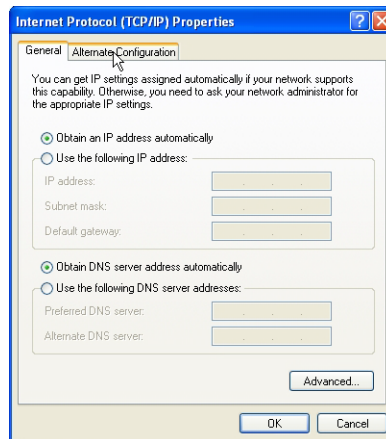 Internet Protocol (TCP/IP) Properties
General
Alternate Configuration
You can get IP settings assigned automatically if your network supports
this capability. Otherwise, you need to ask your network administrator for
the appropriate IP settings.
Obtain an IP address automatically
Use the following IP address:
IP address:
Subnet mask:
Default gateway:
Obtain DNS server address automatically
Use the following DNS server addresses:
Preferred DNS server:
Alternate DNS server:
Advanced...
OK
Cancel